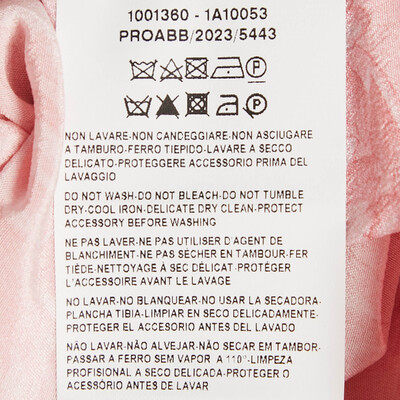 1001360 - 1A10053
PROABB/2023/5443
NON LAVARE-NON CANDEGGIARE-NON ASCIUGARE
A TAMBURO-FERRO TIEPIDO-LAVARE A SECCO
DELICATO-PROTEGGERE ACCESSORIO PRIMA DEL
LAVAGGIO
DO NOT WASH-DO NOT BLEACH-DO NOT TUMBLE
DRY-COOL IRON-DELICATE DRY CLEAN-PROTECT
ACCESSORY BEFORE WASHING
NE PAS LAVER-NE PAS UTILISER D'AGENT DE
BLANCHIMENT-NE PAS SÉCHER EN TAMBOUR-FER
TIÈDE-NETTOYAGE À SEC DÉLICAT-PROTÉGER
L'ACCESSOIRE AVANT LE LAVAGE
NO LAVAR-NO BLANQUEAR-NO USAR LA SECADORA-
PLANCHA TIBIA-LIMPIAR EN SECO DELICADAMENTE-
PROTEGER EL ACCESORIO ANTES DEL LAVADO
NÃO LAVAR-NÃO ALVEJAR-NÃO SECAR EM TAMBOR-
PASSAR A FERRO SEM VAPOR A 110°-LIMPEZA
PROFISSIONAL A SECO DELICADA-PROTEGER O
ACESSÓRIO ANTES DE LAVAR